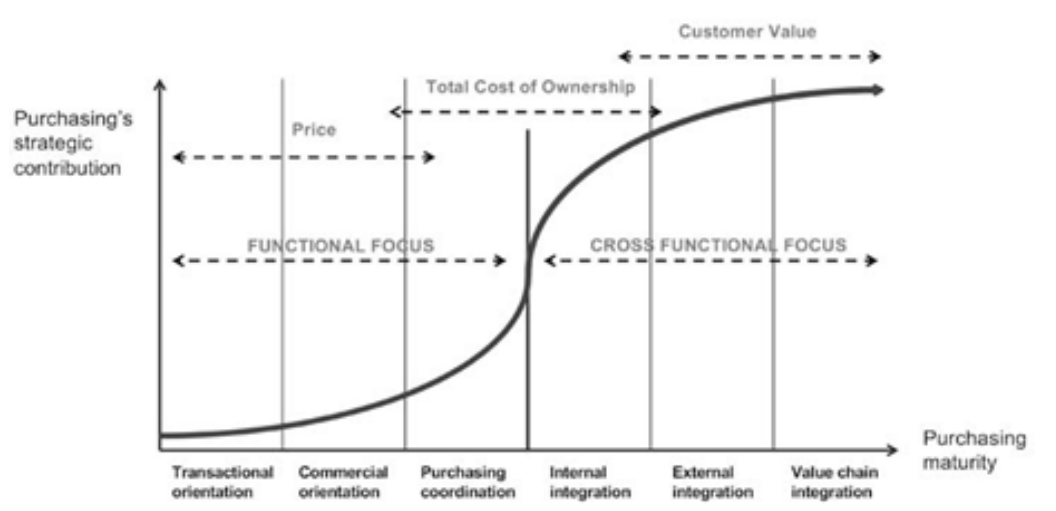 Customer Value
Total Cost of Ownership
Purchasing's
strategic
contribution
Price
FUNCTIONAL FOCUS
CROSS FUNCTIONAL FOCUS
Purchasing
maturity
Transactional
orientation
Commercial
orientation
Purchasing
coordination
Internal
integration
External
integration
Value chain
integration